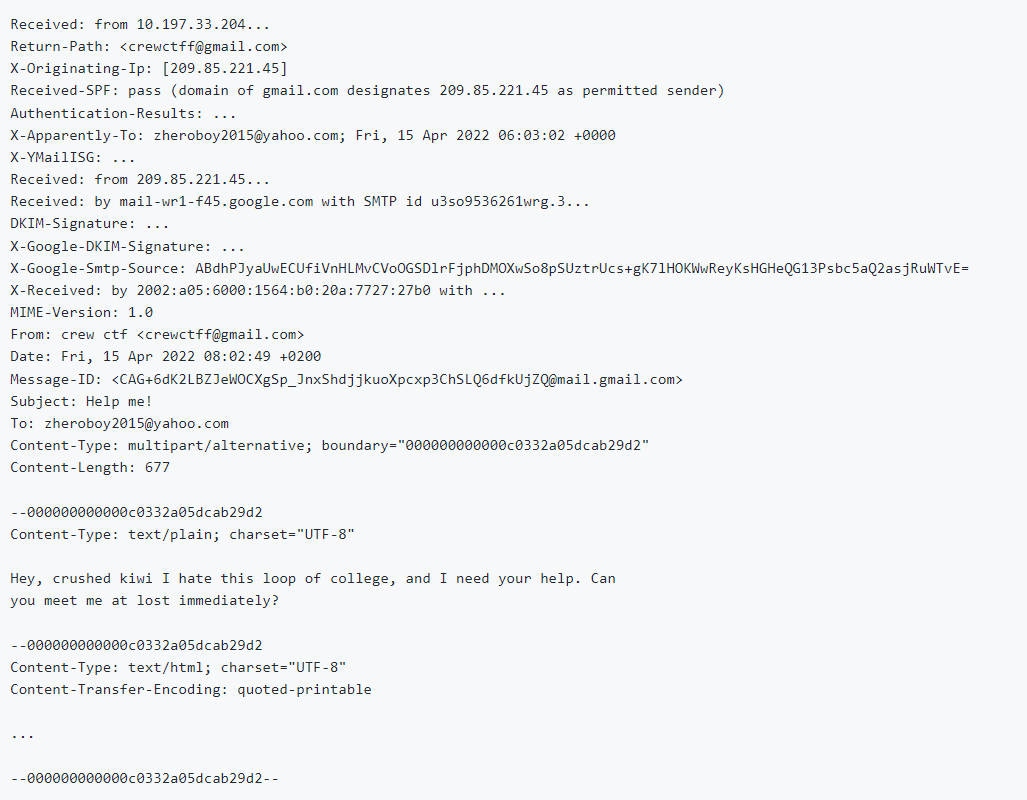 Received: from 10.197.33.204...
Return-Path: <crewctff@gmail.com>
X-Originating-Ip: [209.85.221.45]
Received-SPF: pass (domain of gmail.com designates 209.85.221.45 as permitted sender)
Authentication-Results: ...
X-Apparently-To: zheroboy2015@yahoo.com; Fri, 15 Apr 2022 06:03:02 +0000
X-YMailISG: ...
Received: from 209.85.221.45...
Received: by mail-wr1-f45.google.com with SMTP id u3so9536261wrg.3...
DKIM-Signature: ...
X-Google-DKIM-Signature: ...
X-Google-Smtp-Source: ABdhPJyaUwECUfiVnHLMvCVoOGSDlrFjphDMOXwSo8pSUztrUcs+gK7lHOKWwReyKsHGHeQG13Psbc5aQ2asjRuWTvE=
X-Received: by 2002:a05:6000:1564:b0:20a:7727:27b0 with ...
MIME-Version: 1.0
From: crew ctf <crewctff@gmail.com>
Date: Fri, 15 Apr 2022 08:02:49 +0200
Message-ID: <CAG+6dK2LBZJeWOCXgSp_JnxShdjjkuoXpcxp3ChSLQ6dfkUjZQ@mail.gmail.com>
Subject: Help me!
To: zheroboy2015@yahoo.com
Content-Type: multipart/alternative; boundary="000000000000c0332a05dcab29d2"
Content-Length: 677

--000000000000c0332a05dcab29d2
Content-Type: text/plain; charset="UTF-8"

Hey, crushed kiwi I hate this loop of college, and I need your help. Can
you meet me at lost immediately?

--000000000000c0332a05dcab29d2
Content-Type: text/html; charset="UTF-8"
Content-Transfer-Encoding: quoted-printable

...

--000000000000c0332a05dcab29d2--